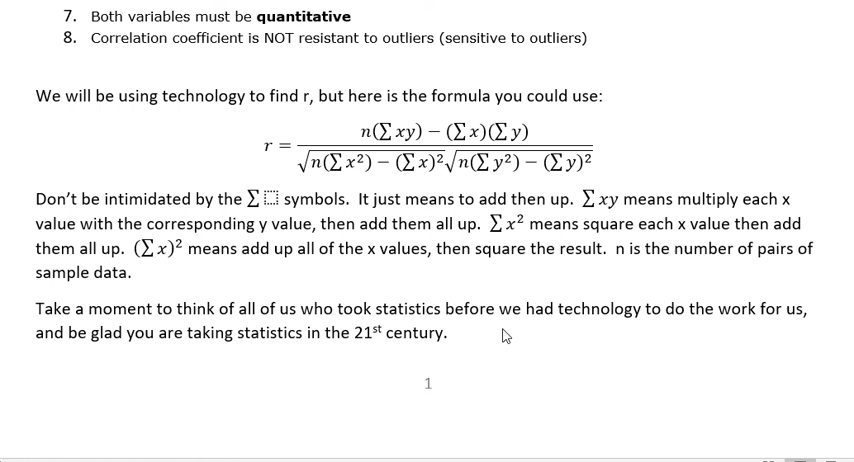 7. Both variables must be quantitative
8. Correlation coefficient is NOT resistant to outliers (sensitive to outliers)
We will be using technology to find r, but here is the formula you could use:
r = n(∑ xy) − (∑ x)(∑ y) / √n(∑ x²) − (∑ x)² √n(∑ y²) − (∑ y)²
Don't be intimidated by the ∑⬚ symbols. It just means to add then up. ∑ xy means multiply each x
value with the corresponding y value, then add them all up. ∑ x² means square each x value then add
them all up. (∑ x)² means add up all of the x values, then square the result. n is the number of pairs of
sample data.
Take a moment to think of all of us who took statistics before we had technology to do the work for us,
and be glad you are taking statistics in the 21st century.
1